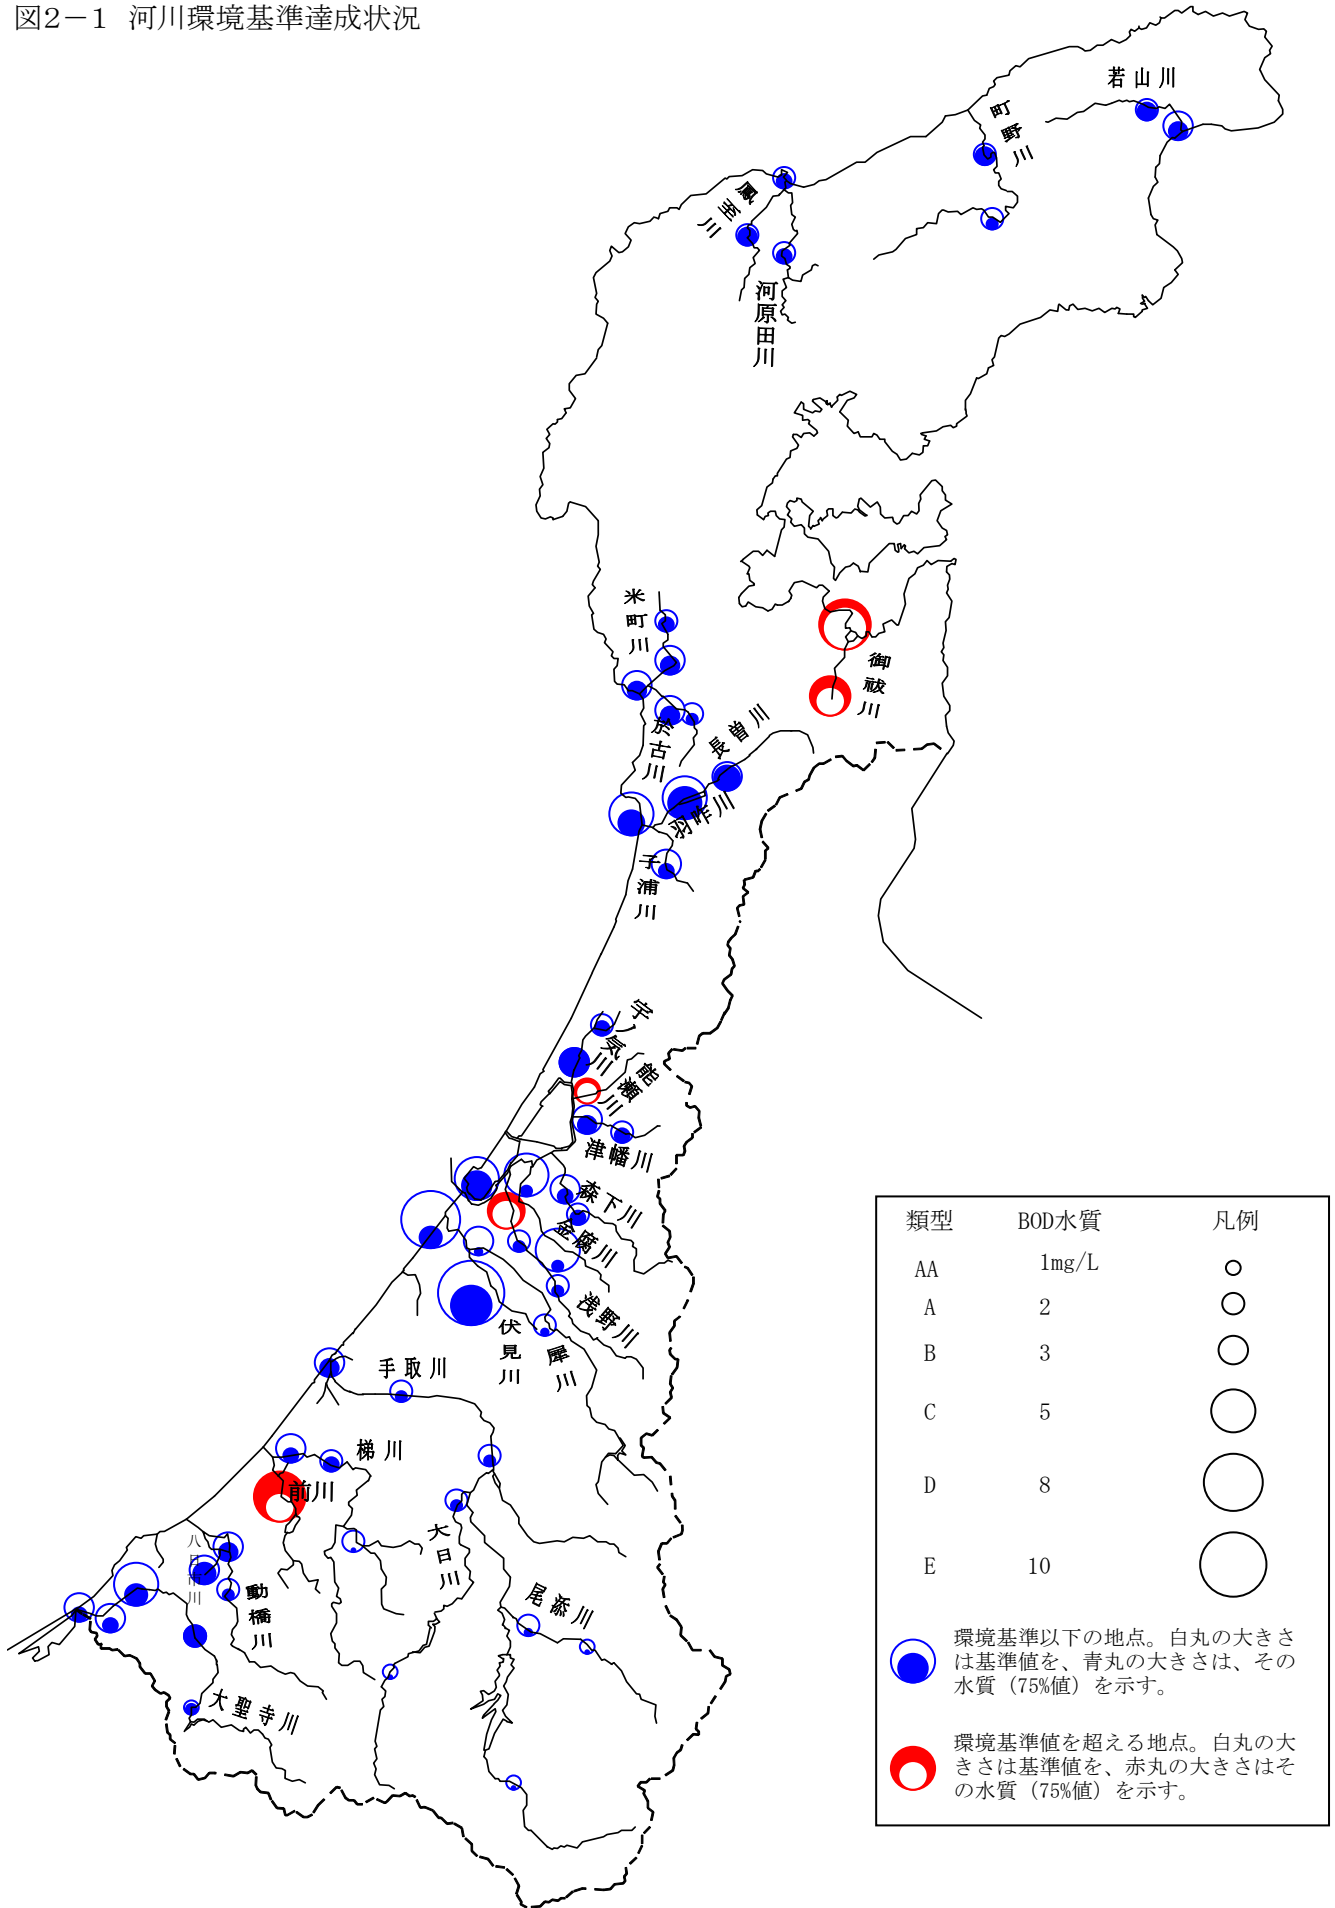 図2－1 河川環境基準達成状況
若山川
町野川
鳳至川
河原田川
米町川
御祓川
於古川
長曽川
羽咋川
子浦川
宇ノ気川
能瀬川
津幡川
森下川
金腐川
浅野川
犀川
伏見川
手取川
梯川
前川
八日市川
動橋川
大日川
尾添川
大聖寺川
類型 BOD水質 凡例
AA 1mg/L
A 2
B 3
C 5
D 8
E 10
環境基準以下の地点。白丸の大きさ
は基準値を、青丸の大きさは、その
水質（75%値）を示す。
環境基準値を超える地点。白丸の大
きさは基準値を、赤丸の大きさはそ
の水質（75%値）を示す。